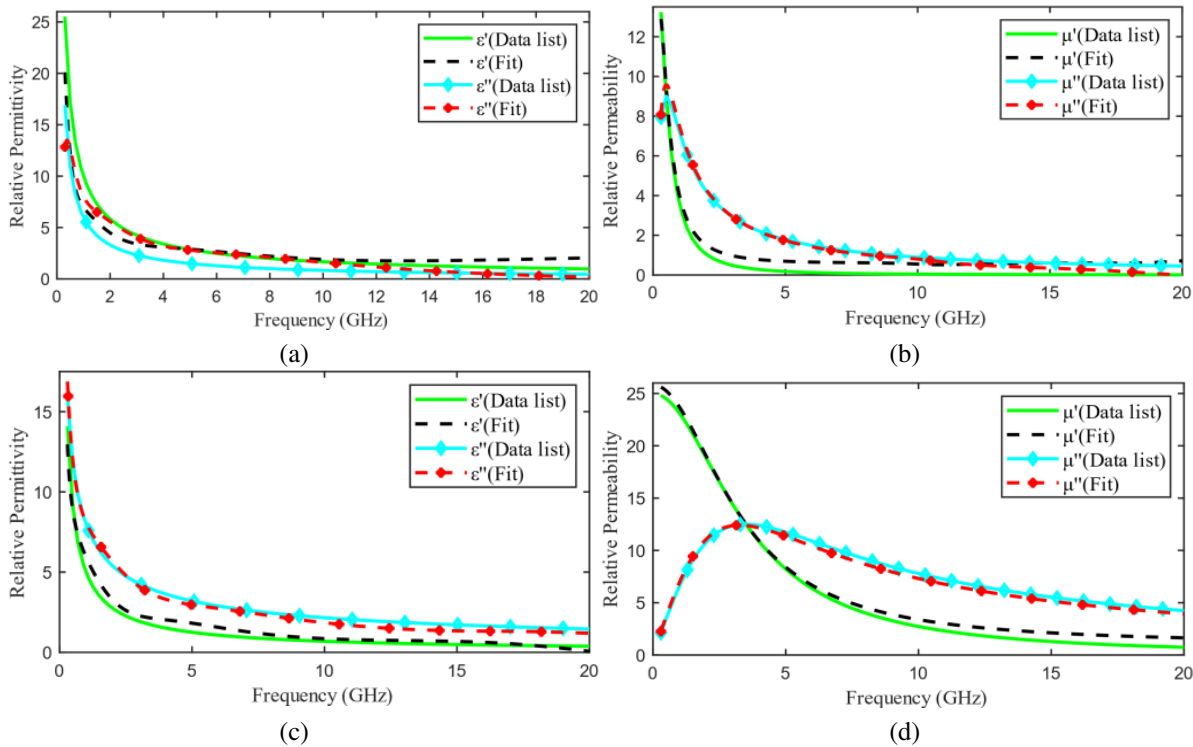 25
20
15
10
5
0
Relative Permittivity
0 2 4 6 8 10 12 14 16 18 20
Frequency (GHz)
ε'(Data list)
ε'(Fit)
ε''(Data list)
ε''(Fit)
(a)
12
10
8
6
4
2
0
Relative Permeability
0 5 10 15 20
Frequency (GHz)
μ'(Data list)
μ'(Fit)
μ''(Data list)
μ''(Fit)
(b)
15
10
5
0
Relative Permittivity
0 5 10 15 20
Frequency (GHz)
ε'(Data list)
ε'(Fit)
ε''(Data list)
ε''(Fit)
(c)
25
20
15
10
5
0
Relative Permeability
0 5 10 15 20
Frequency (GHz)
μ'(Data list)
μ'(Fit)
μ''(Data list)
μ''(Fit)
(d)